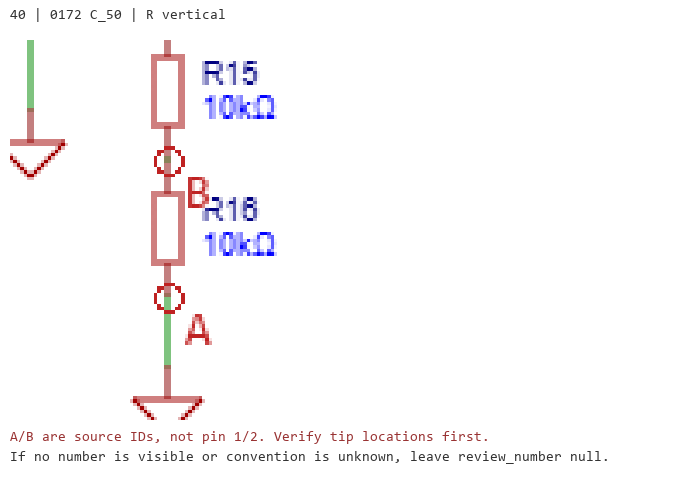 40 | 0172 C_50 | R vertical
R15
10kΩ
B
R16
10kΩ
A
A/B are source IDs, not pin 1/2. Verify tip locations first.
If no number is visible or convention is unknown, leave review_number null.